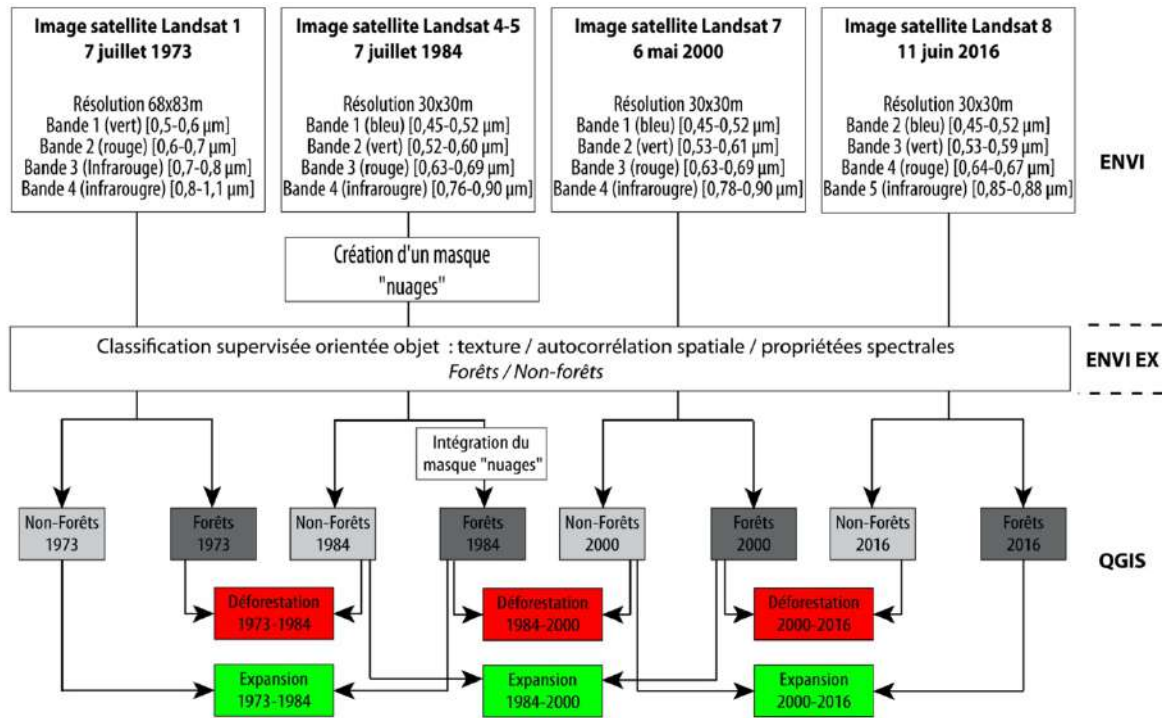 Image satellite Landsat 1
7 juillet 1973
Résolution 68x83m
Bande 1 (vert) [0,5-0,6 µm]
Bande 2 (rouge) [0,6-0,7 µm]
Bande 3 (Infrarouge) [0,7-0,8 µm]
Bande 4 (infrarougre) [0,8-1,1 µm]
Image satellite Landsat 4-5
7 juillet 1984
Résolution 30x30m
Bande 1 (bleu) [0,45-0,52 µm]
Bande 2 (vert) [0,52-0,60 µm]
Bande 3 (rouge) [0,63-0,69 µm]
Bande 4 (infrarougre) [0,76-0,90 µm]
Image satellite Landsat 7
6 mai 2000
Résolution 30x30m
Bande 1 (bleu) [0,45-0,52 µm]
Bande 2 (vert) [0,53-0,61 µm]
Bande 3 (rouge) [0,63-0,69 µm]
Bande 4 (infrarougre) [0,78-0,90 µm]
Image satellite Landsat 8
11 juin 2016
Résolution 30x30m
Bande 2 (bleu) [0,45-0,52 µm]
Bande 3 (vert) [0,53-0,59 µm]
Bande 4 (rouge) [0,64-0,67 µm]
Bande 5 (infrarougre) [0,85-0,88 µm]
ENVI
Création d'un masque
"nuages"
Classification supervisée orientée objet : texture / autocorrélation spatiale / propriétées spectrales
Forêts / Non-forêts
ENVI EX
Intégration du
masque "nuages"
Non-Forêts
1973
Forêts
1973
Non-Forêts
1984
Forêts
1984
Non-Forêts
2000
Forêts
2000
Non-Forêts
2016
Forêts
2016
QGIS
Déforestation
1973-1984
Déforestation
1984-2000
Déforestation
2000-2016
Expansion
1973-1984
Expansion
1984-2000
Expansion
2000-2016